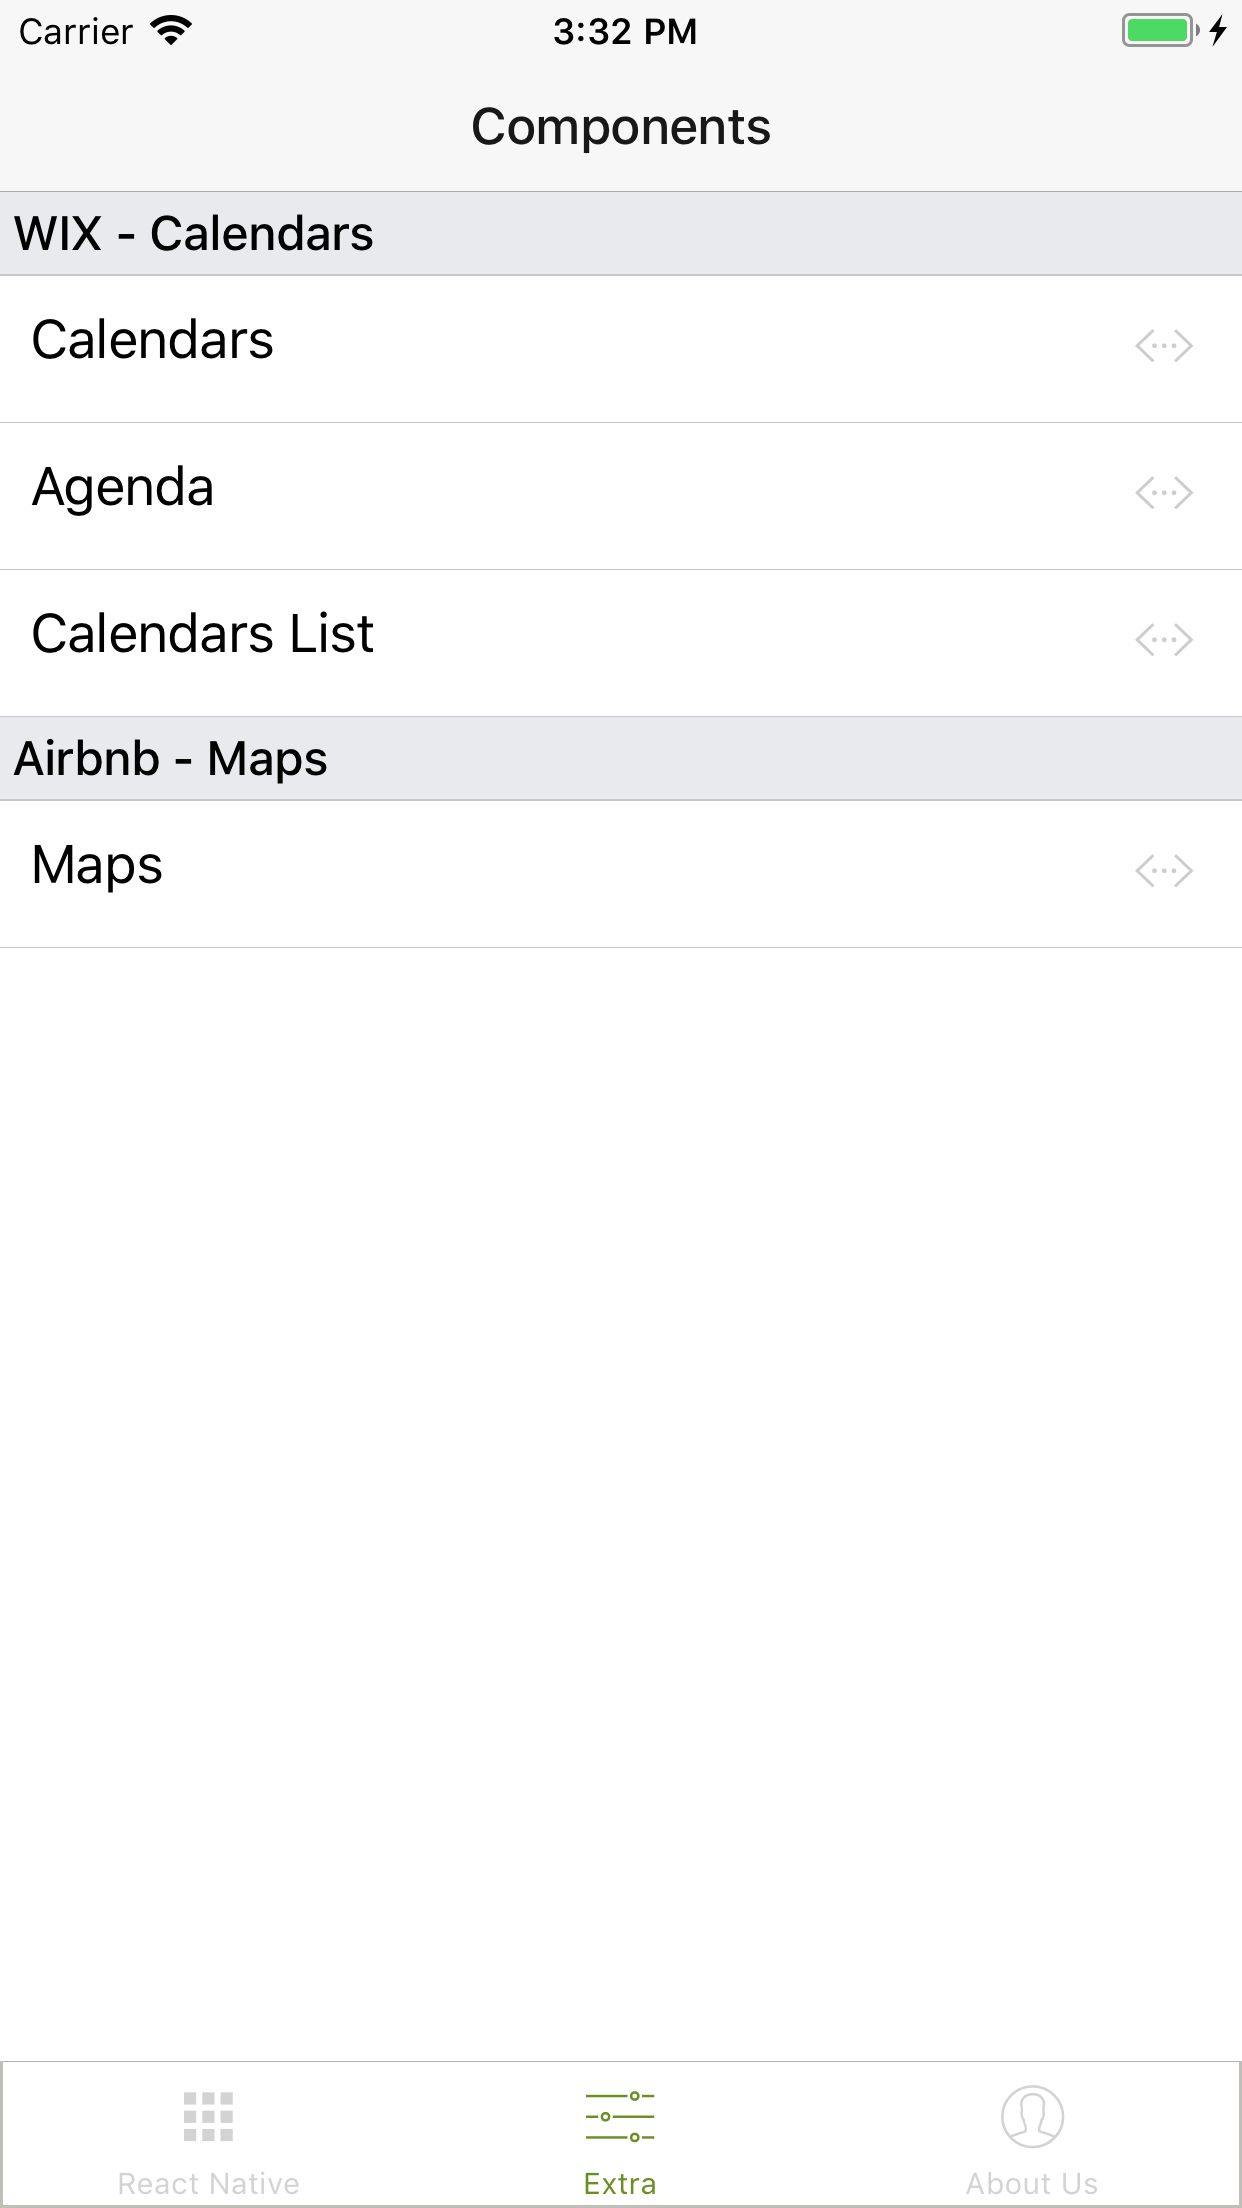 Carrier 3:32 PM
Components
WIX - Calendars
Calendars
Agenda
Calendars List
Airbnb - Maps
Maps
React Native Extra About Us